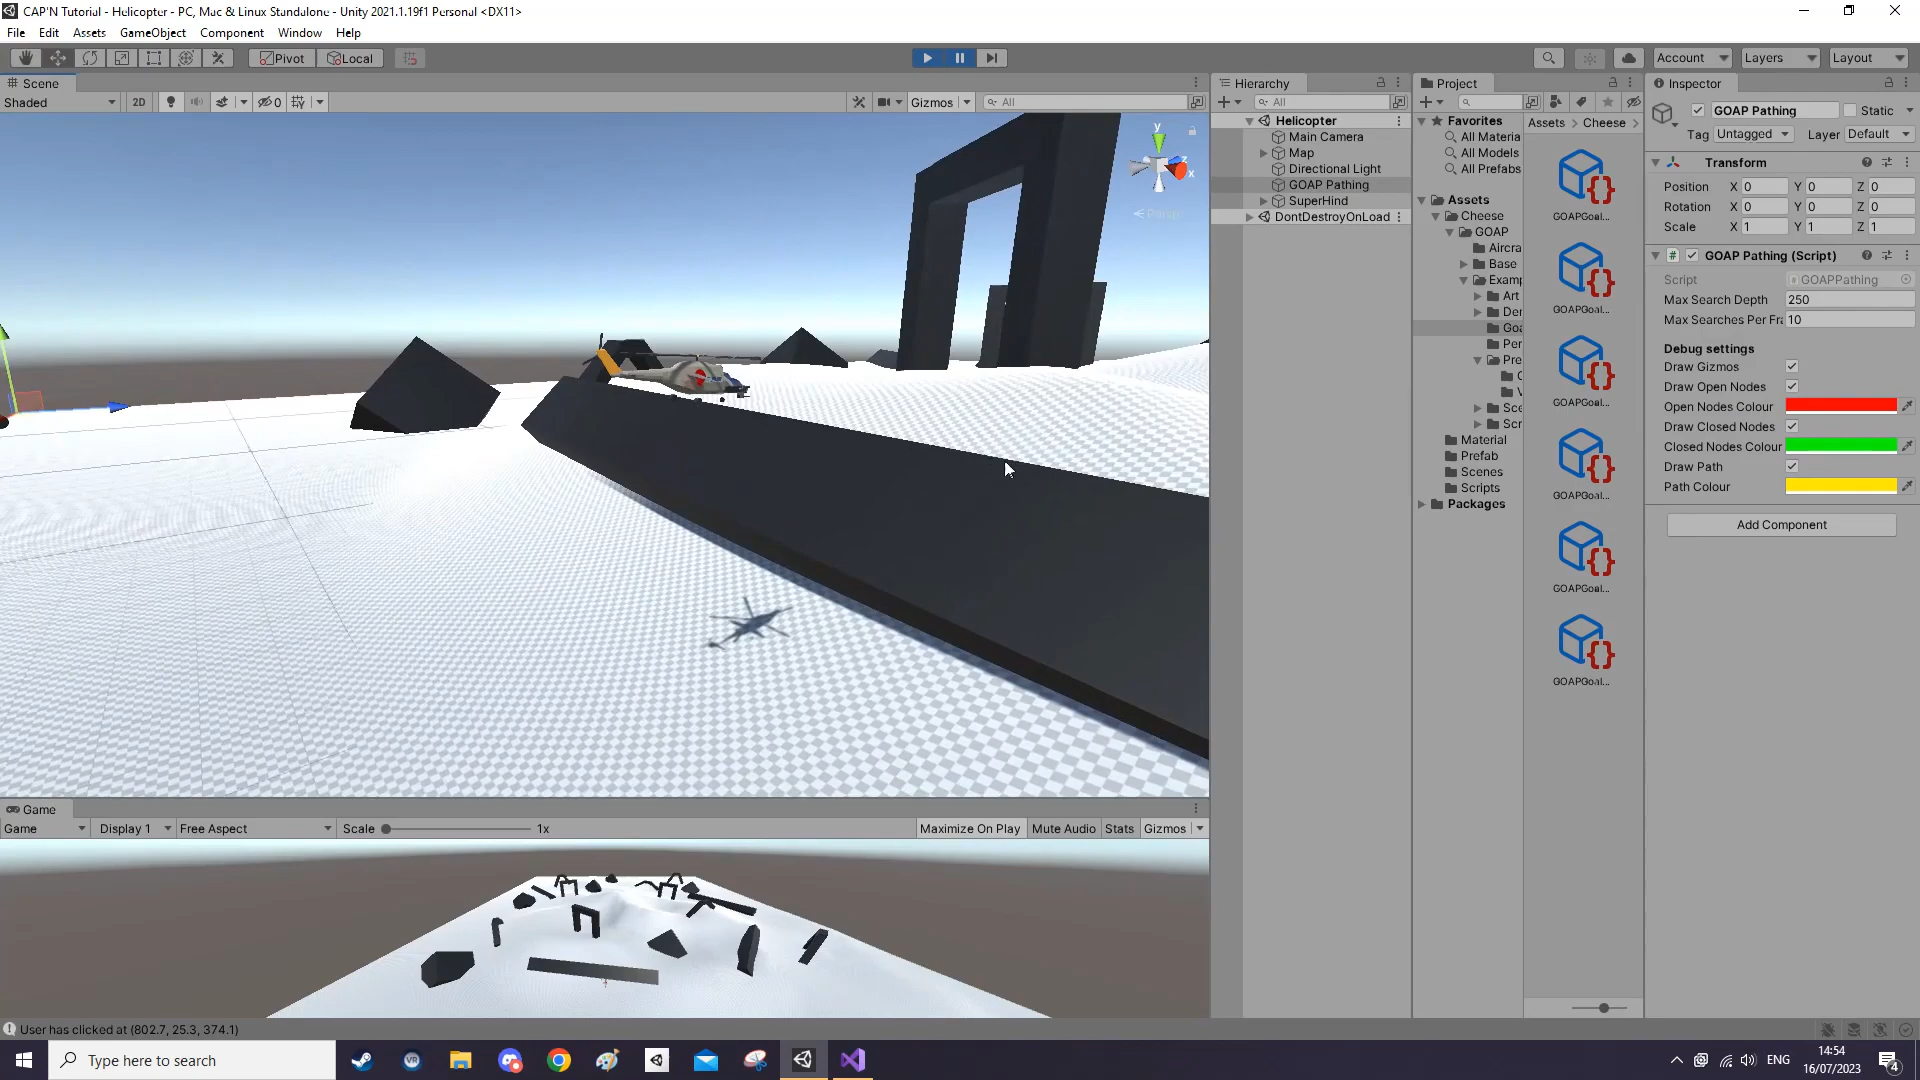 CAP'N Tutorial - Helicopter - PC, Mac & Linux Standalone - Unity 2021.1.19f1 Personal <DX11>
File Edit Assets GameObject Component Window Help
Pivot Local Account Layers Layout
Scene
Shaded 2D 0 Gizmos All
y
x
Hierarchy
All
Helicopter
Main Camera
Map
Directional Light
GOAP Pathing
SuperHind
DontDestroyOnLoad
Project
Favorites
All Materia
All Models
All Prefabs
Assets
Cheese
GOAP
Aircra
Base
Examp
Art
Der
Goa
Per
Pre
Sce
Scr
Material
Prefab
Scenes
Scripts
Packages
Assets > Cheese >
GOAPGoal...
GOAPGoal...
GOAPGoal...
GOAPGoal...
GOAPGoal...
GOAPGoal...
Inspector
GOAP Pathing Static
Tag Untagged Layer Default
Transform
Position X 0 Y 0 Z 0
Rotation X 0 Y 0 Z 0
Scale X 1 Y 1 Z 1
GOAP Pathing (Script)
Script GOAPPathing
Max Search Depth 250
Max Searches Per Fra 10
Debug settings
Draw Gizmos
Draw Open Nodes
Open Nodes Colour
Draw Closed Nodes
Closed Nodes Colour
Draw Path
Path Colour
Add Component
Game
Game Display 1 Free Aspect Scale 1x Maximize On Play Mute Audio Stats Gizmos
User has clicked at (802.7, 25.3, 374.1)
Type here to search
VR
ENG
14:54
16/07/2023
4